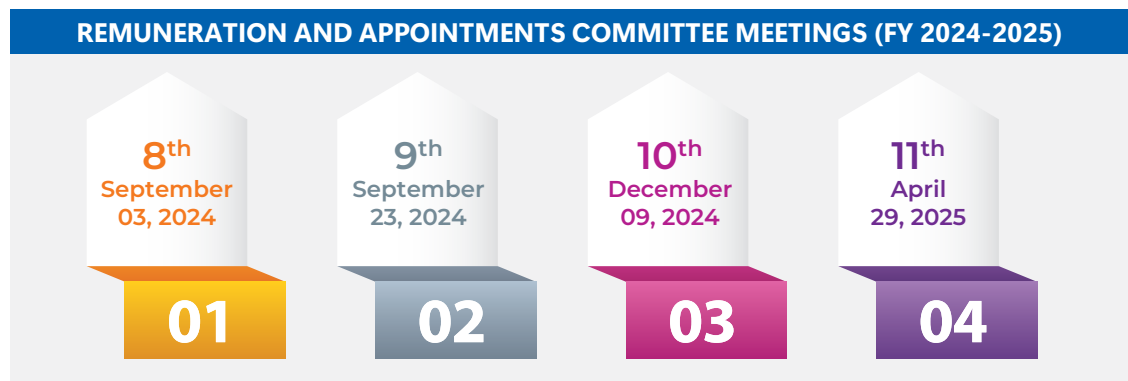 REMUNERATION AND APPOINTMENTS COMMITTEE MEETINGS (FY 2024-2025)
8th
September
03, 2024
01
9th
September
23, 2024
02
10th
December
09, 2024
03
11th
April
29, 2025
04